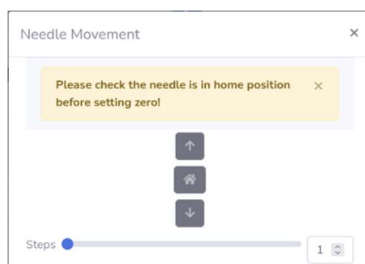 Needle Movement
Please check the needle is in home position
before setting zero!
Steps
1